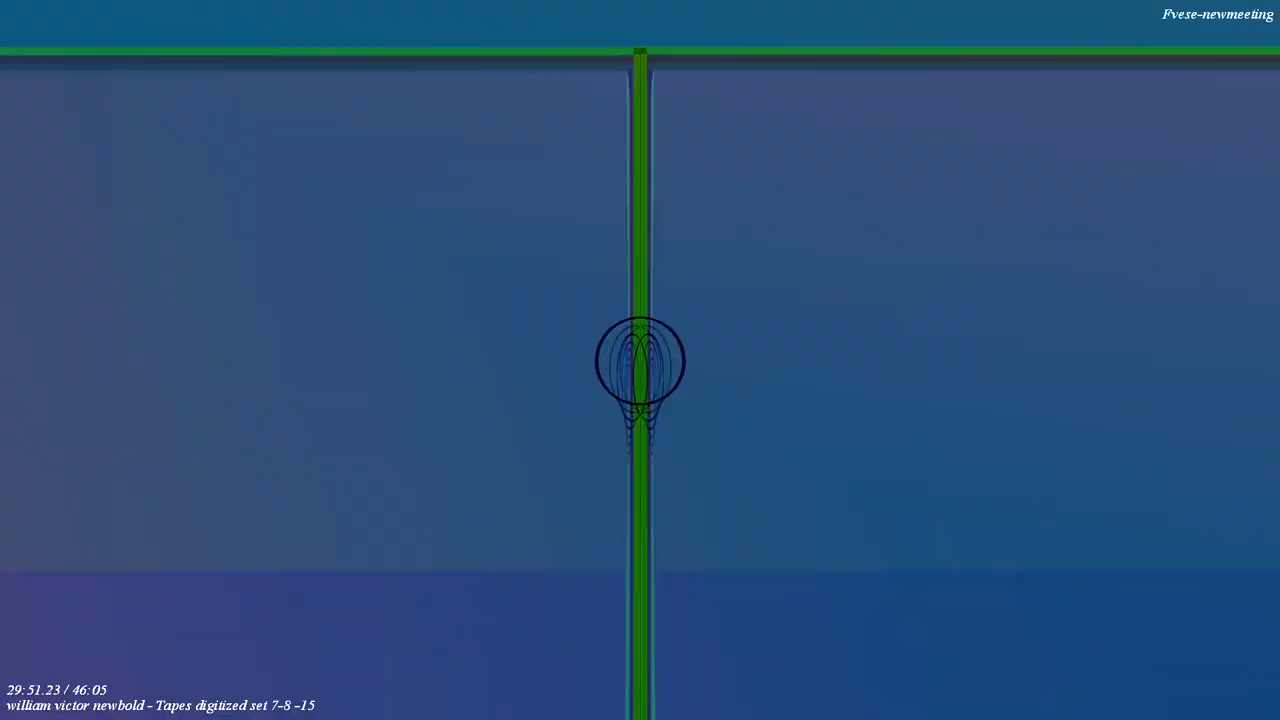 Fvese-newmeeting
29:51.23 / 46:05
william victor newbold - Tapes digitized set 7-8 -15